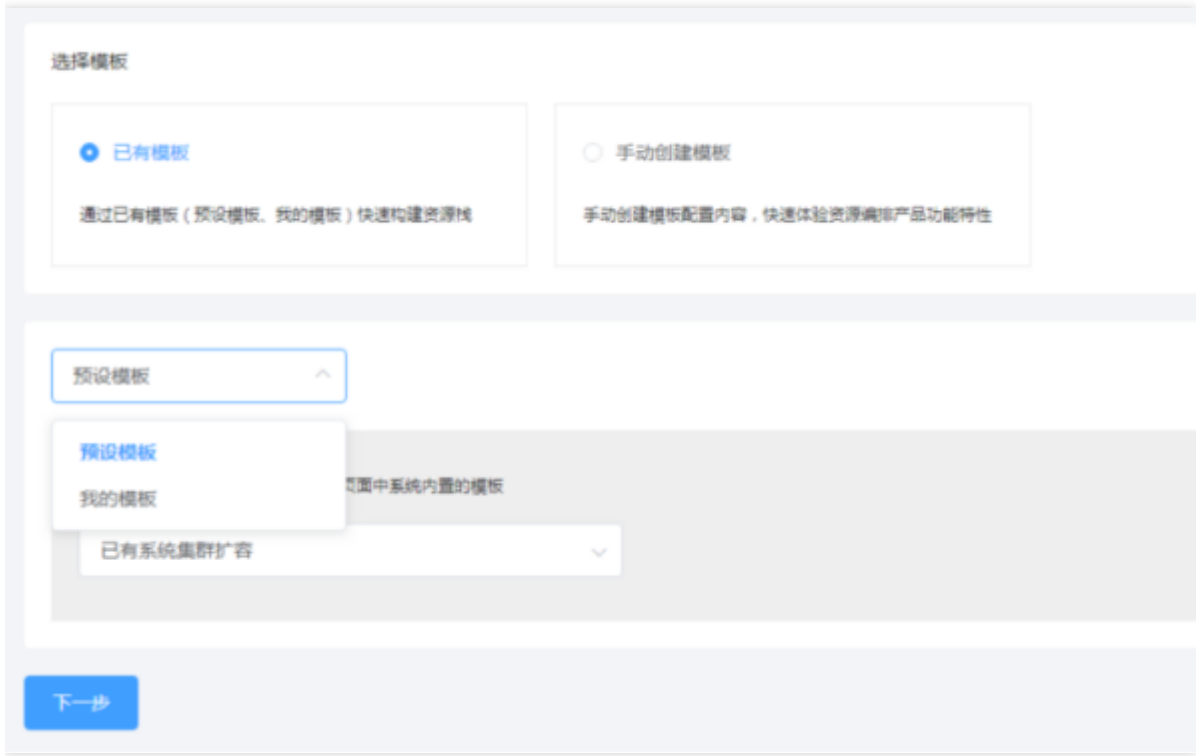 选择模板
已有模板
手动创建模板
通过已有模板（预设模板、我的模板）快速构建资源栈
手动创建模板配置内容，快速体验资源编排产品功能特性
预设模板
预设模板
我的模板
页面中系统内置的模板
已有系统集群扩容
下一步